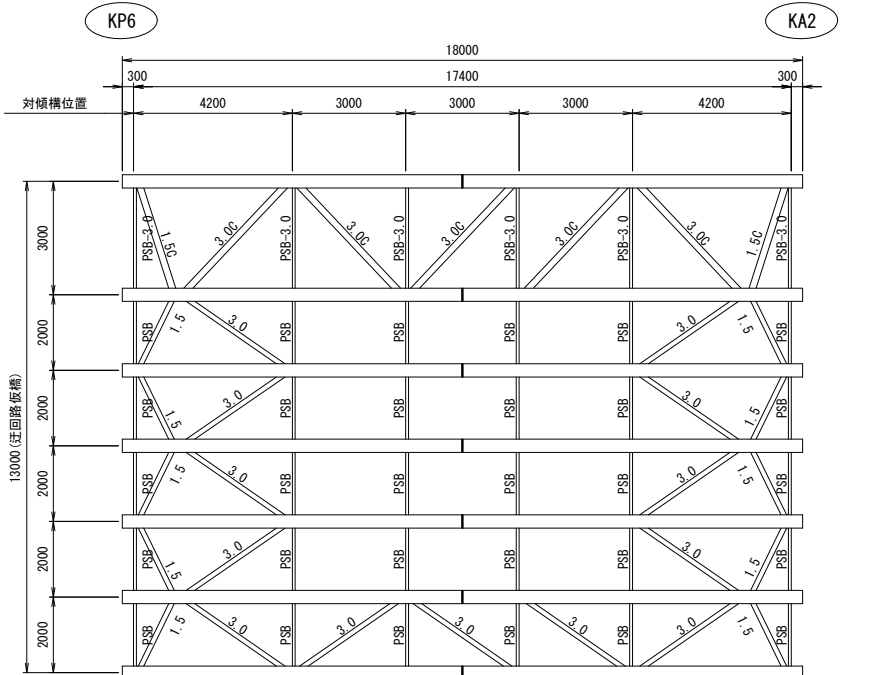 KP6
KA2
18000
300
17400
300
対傾構位置
4200
3000
3000
3000
4200
13000(迂回路仮橋)
3000
PSB-3.0
1.5C
3.0C
PSB-3.0
3.0C
PSB-3.0
3.0C
PSB-3.0
3.0C
PSB-3.0
3.0C
1.5C
PSB-3.0
2000
PSB
1.5
3.0
PSB
PSB
PSB
PSB
3.0
1.5
PSB
2000
PSB
1.5
3.0
PSB
PSB
PSB
PSB
3.0
1.5
PSB
2000
PSB
1.5
3.0
PSB
PSB
PSB
PSB
3.0
1.5
PSB
2000
PSB
1.5
3.0
PSB
PSB
PSB
PSB
3.0
1.5
PSB
2000
PSB
1.5
3.0
PSB
3.0
PSB
3.0
PSB
3.0
PSB
3.0
1.5
PSB